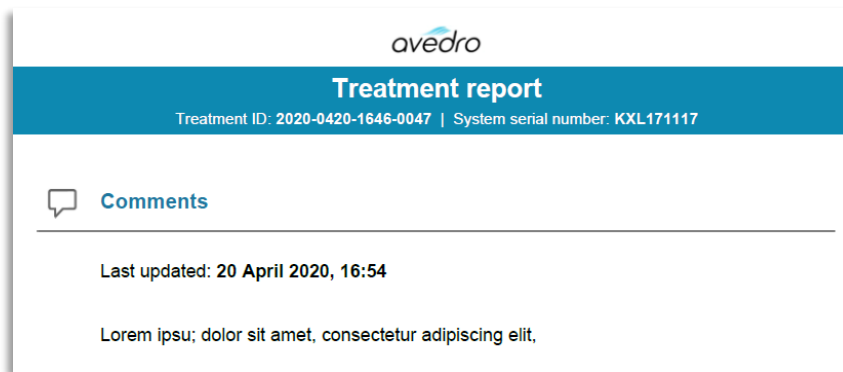 avedro
Treatment report
Treatment ID: 2020-0420-1646-0047 | System serial number: KXL171117
Comments
Last updated: 20 April 2020, 16:54
Lorem ipsu; dolor sit amet, consectetur adipiscing elit,